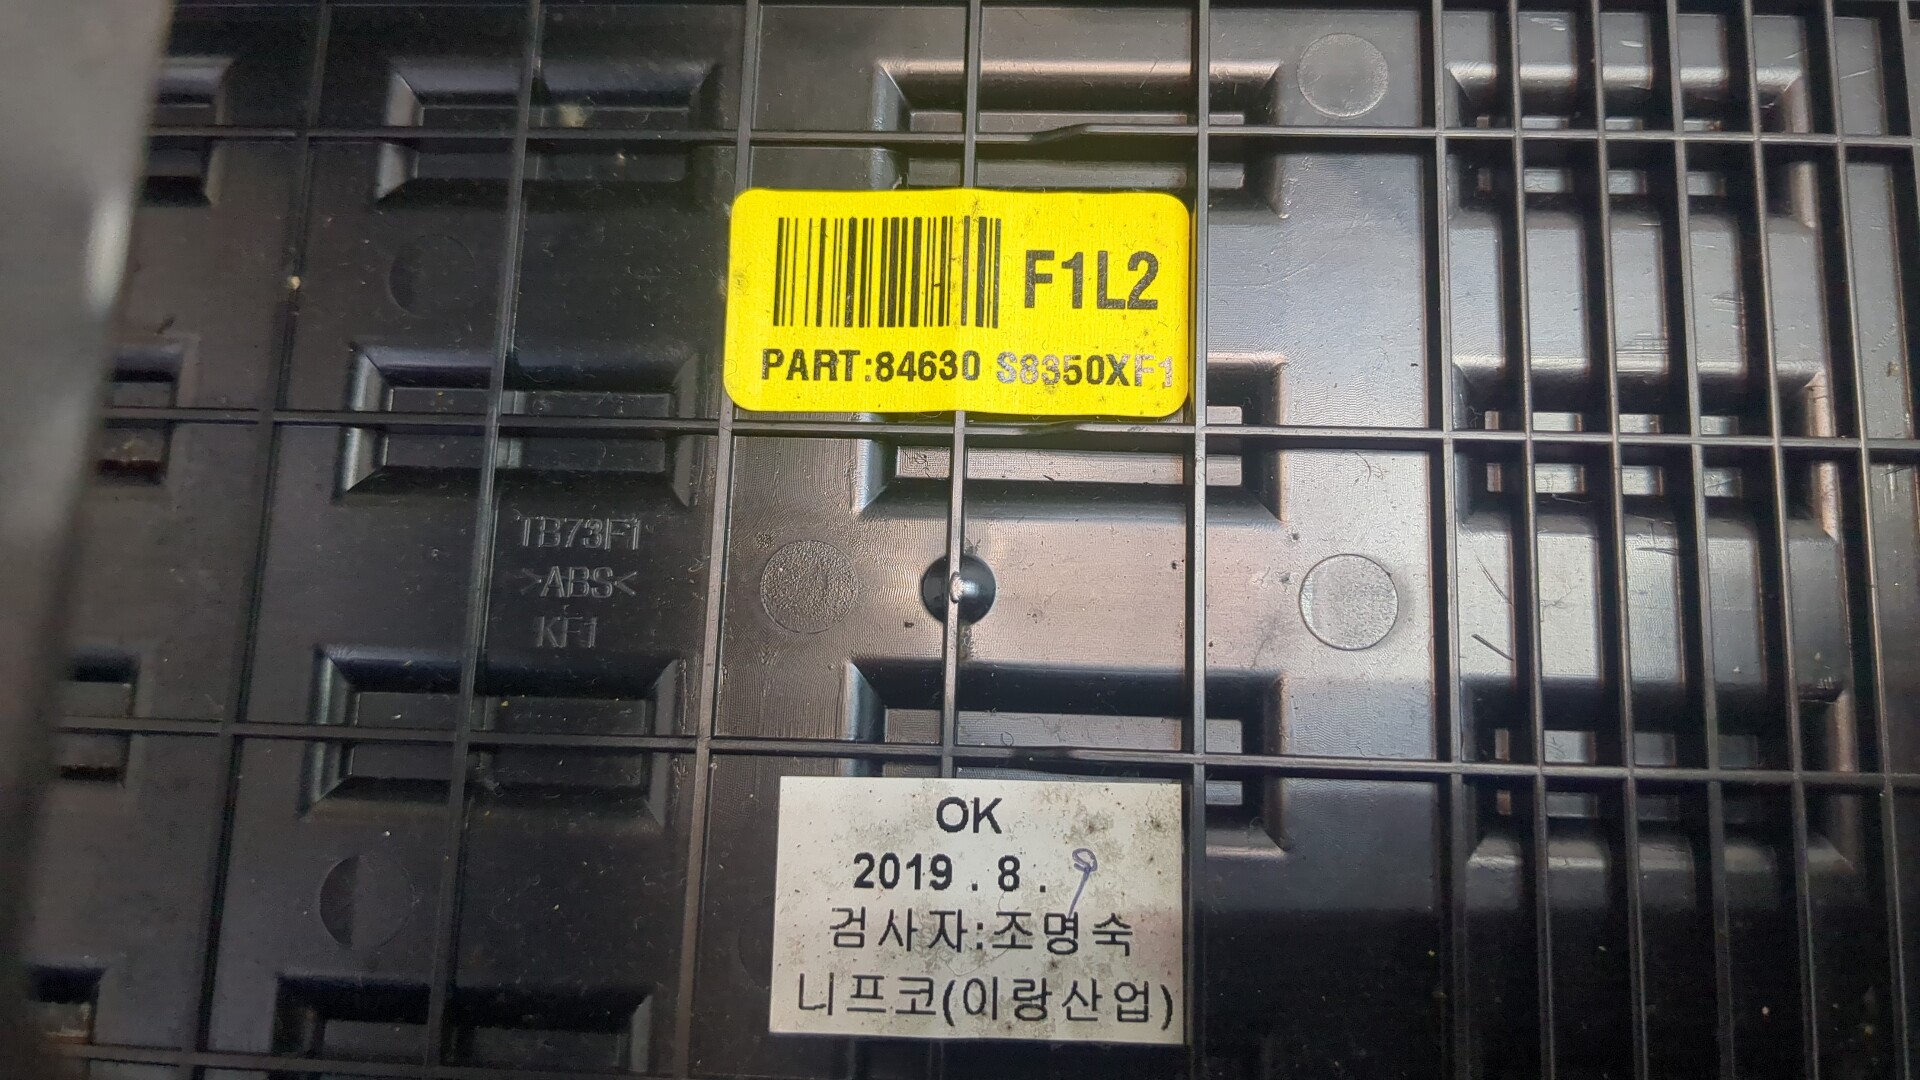 F1L2
PART:84630 S8350XF1
TB73F1
>ABS<
KF1
OK
2019 . 8 . 9
검사자:조명숙
니프코(이랑산업)